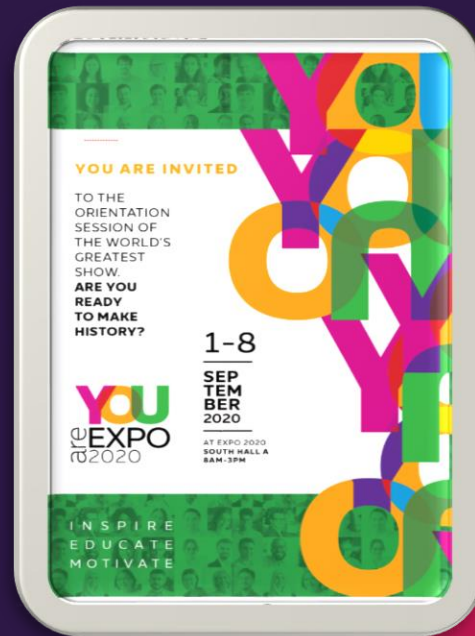 YOU ARE INVITED
TO THE
ORIENTATION
SESSION OF
THE WORLD'S
GREATEST
SHOW.
ARE YOU
READY
TO MAKE
HISTORY?
1-8
SEP
TEM
BER
2020
AT EXPO 2020
SOUTH HALL A
8AM-3PM
YOU
are EXPO
2020
INSPIRE
EDUCATE
MOTIVATE